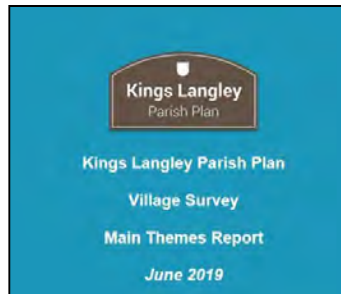 Kings Langley
Parish Plan
Kings Langley Parish Plan
Village Survey
Main Themes Report
June 2019